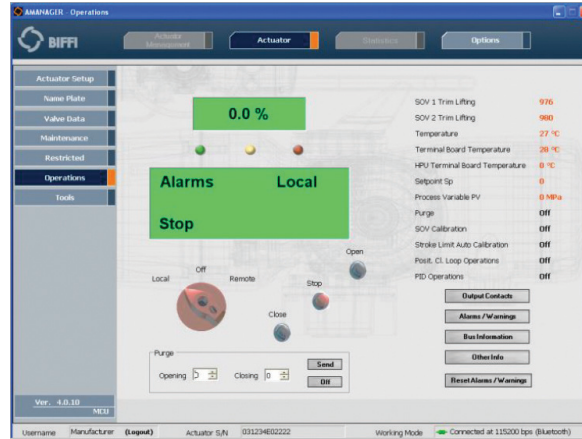 AMANAGER - Operations
BIFFI
Actuator Management
Actuator
Statistics
Options
Actuator Setup
Name Plate
Valve Data
Maintenance
Restricted
Operations
Tools
0.0 %
Alarms Local
Stop
Open
Off
Local Remote
Stop
Close
Purge
Opening 0 Closing 0
Send
Off
SOV 1 Trim Lifting 976
SOV 2 Trim Lifting 980
Temperature 27 °C
Terminal Board Temperature 28 °C
HPU Terminal Board Temperature 0 °C
Setpoint Sp 0
Process Variable PV 0 MPa
Purge Off
SOV Calibration Off
Stroke Limit Auto Calibration Off
Posit. Cl. Loop Operations Off
PID Operations Off
Output Contacts
Alarms / Warnings
Bus Information
Other Info
Reset Alarms / Warnings
Ver. 4.0.10
MCU
Username Manufacturer (Logout) Actuator S/N 031234E02222 Working Mode Connected at 115200 bps (Bluetooth)